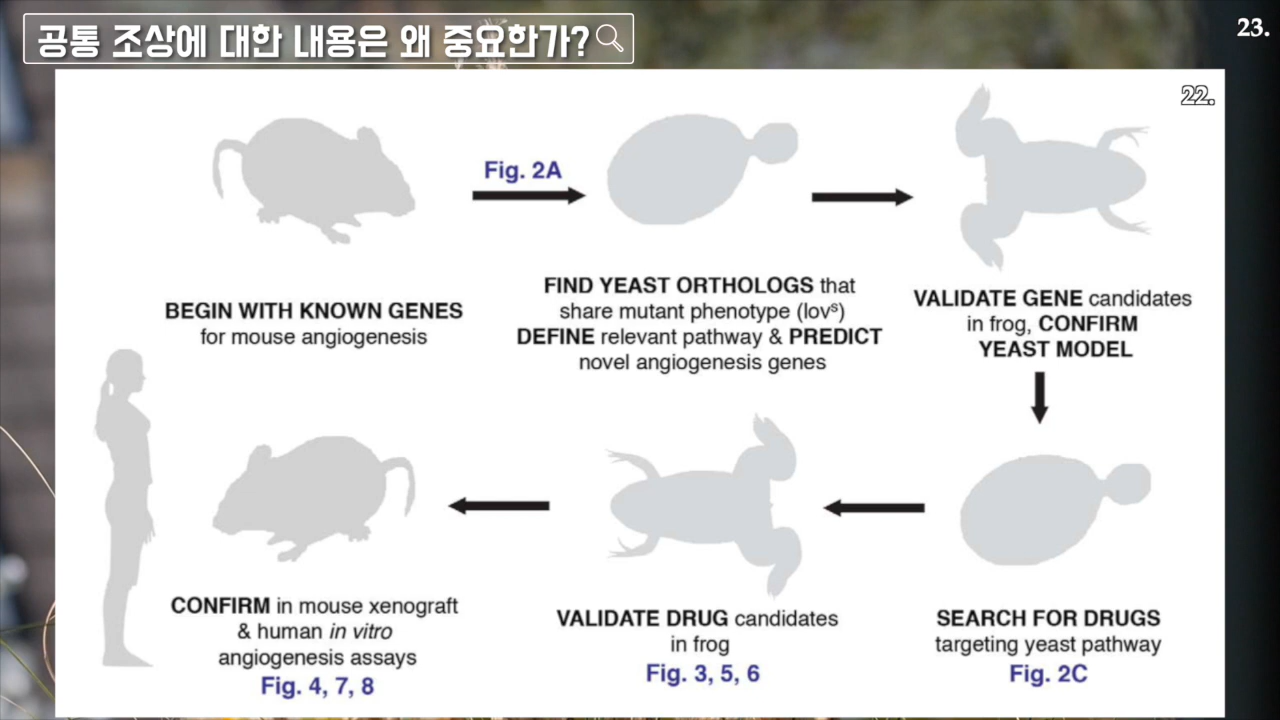 공통 조상에 대한 내용은 왜 중요한가?
23.
22.
Fig. 2A
BEGIN WITH KNOWN GENES
for mouse angiogenesis
FIND YEAST ORTHOLOGS that
share mutant phenotype (lovˢ)
DEFINE relevant pathway & PREDICT
novel angiogenesis genes
VALIDATE GENE candidates
in frog, CONFIRM
YEAST MODEL
CONFIRM in mouse xenograft
& human in vitro
angiogenesis assays
Fig. 4, 7, 8
VALIDATE DRUG candidates
in frog
Fig. 3, 5, 6
SEARCH FOR DRUGS
targeting yeast pathway
Fig. 2C